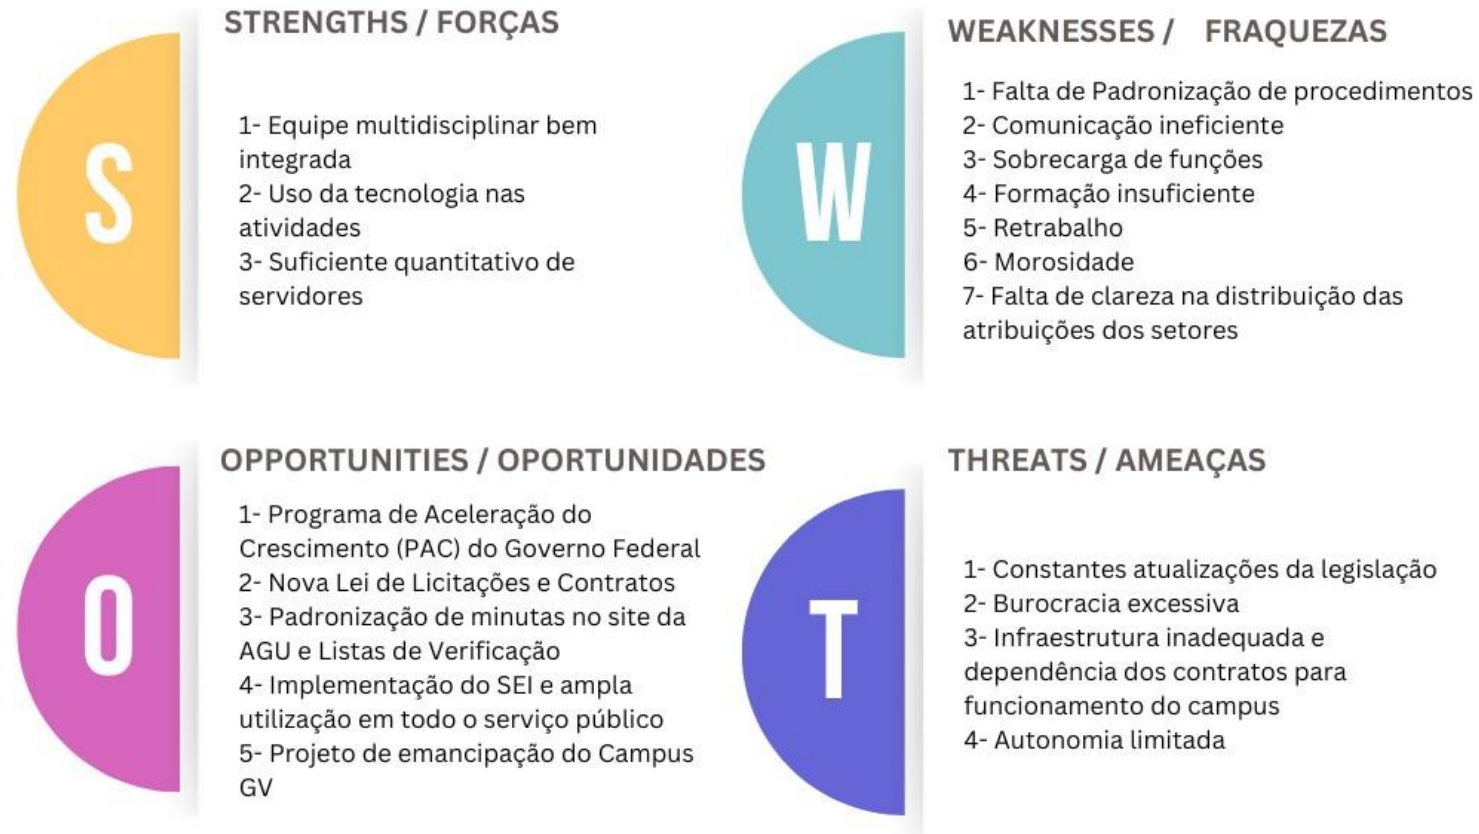 STRENGTHS / FORÇAS
S
1- Equipe multidisciplinar bem
integrada
2- Uso da tecnologia nas
atividades
3- Suficiente quantitativo de
servidores
WEAKNESSES / FRAQUEZAS
W
1- Falta de Padronização de procedimentos
2- Comunicação ineficiente
3- Sobrecarga de funções
4- Formação insuficiente
5- Retrabalho
6- Morosidade
7- Falta de clareza na distribuição das
atribuições dos setores
OPPORTUNITIES / OPORTUNIDADES
O
1- Programa de Aceleração do
Crescimento (PAC) do Governo Federal
2- Nova Lei de Licitações e Contratos
3- Padronização de minutas no site da
AGU e Listas de Verificação
4- Implementação do SEI e ampla
utilização em todo o serviço público
5- Projeto de emancipação do Campus
GV
THREATS / AMEAÇAS
T
1- Constantes atualizações da legislação
2- Burocracia excessiva
3- Infraestrutura inadequada e
dependência dos contratos para
funcionamento do campus
4- Autonomia limitada